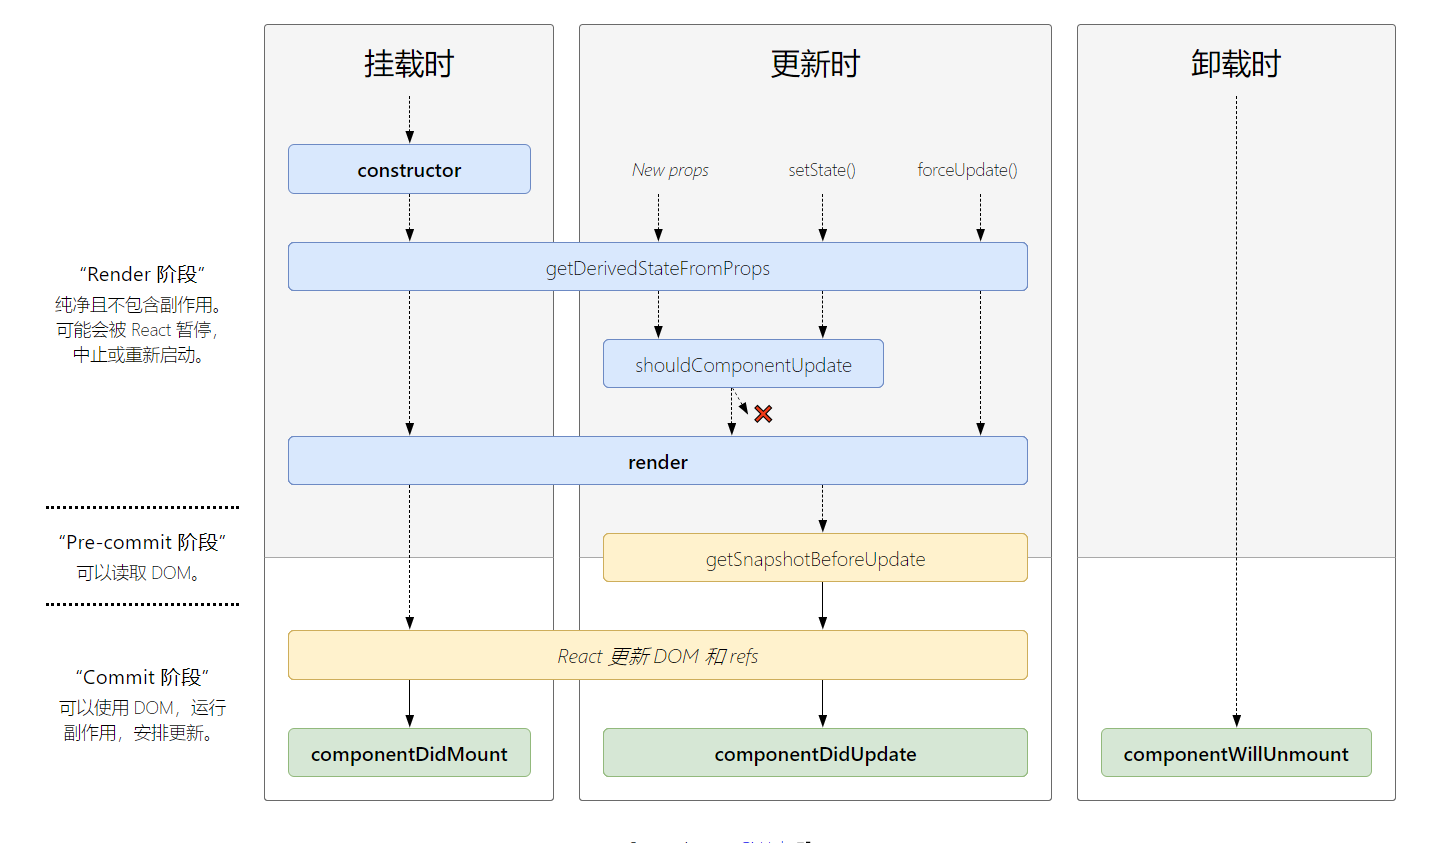 挂载时
更新时
卸载时
constructor
New props
setState()
forceUpdate()
“Render 阶段”
纯净且不包含副作用。
可能会被 React 暂停，
中止或重新启动。
getDerivedStateFromProps
shouldComponentUpdate
render
“Pre-commit 阶段”
可以读取 DOM。
getSnapshotBeforeUpdate
“Commit 阶段”
可以使用 DOM，运行
副作用，安排更新。
React 更新 DOM 和 refs
componentDidMount
componentDidUpdate
componentWillUnmount